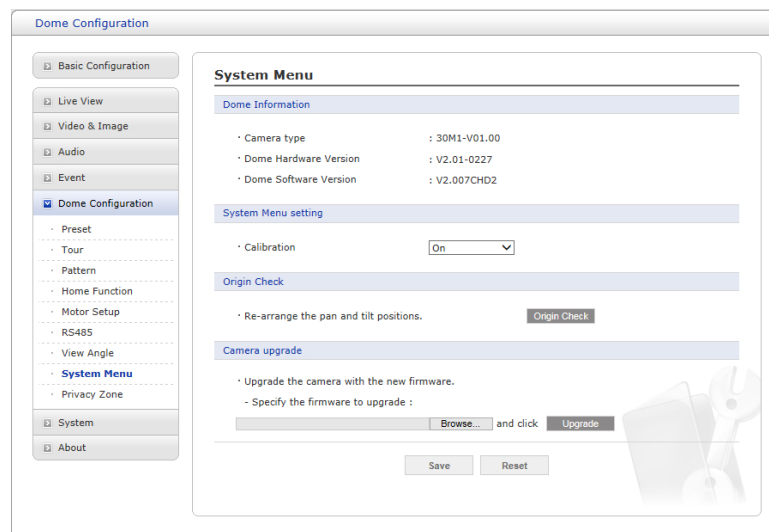 Dome Configuration
Basic Configuration
Live View
Video & Image
Audio
Event
Dome Configuration
· Preset
· Tour
· Pattern
· Home Function
· Motor Setup
· RS485
· View Angle
· System Menu
· Privacy Zone
System
About
System Menu
Dome Information
· Camera type : 30M1-V01.00
· Dome Hardware Version : V2.01-0227
· Dome Software Version : V2.007CHD2
System Menu setting
· Calibration On
Origin Check
· Re-arrange the pan and tilt positions. Origin Check
Camera upgrade
· Upgrade the camera with the new firmware.
- Specify the firmware to upgrade :
Browse... and click Upgrade
Save Reset